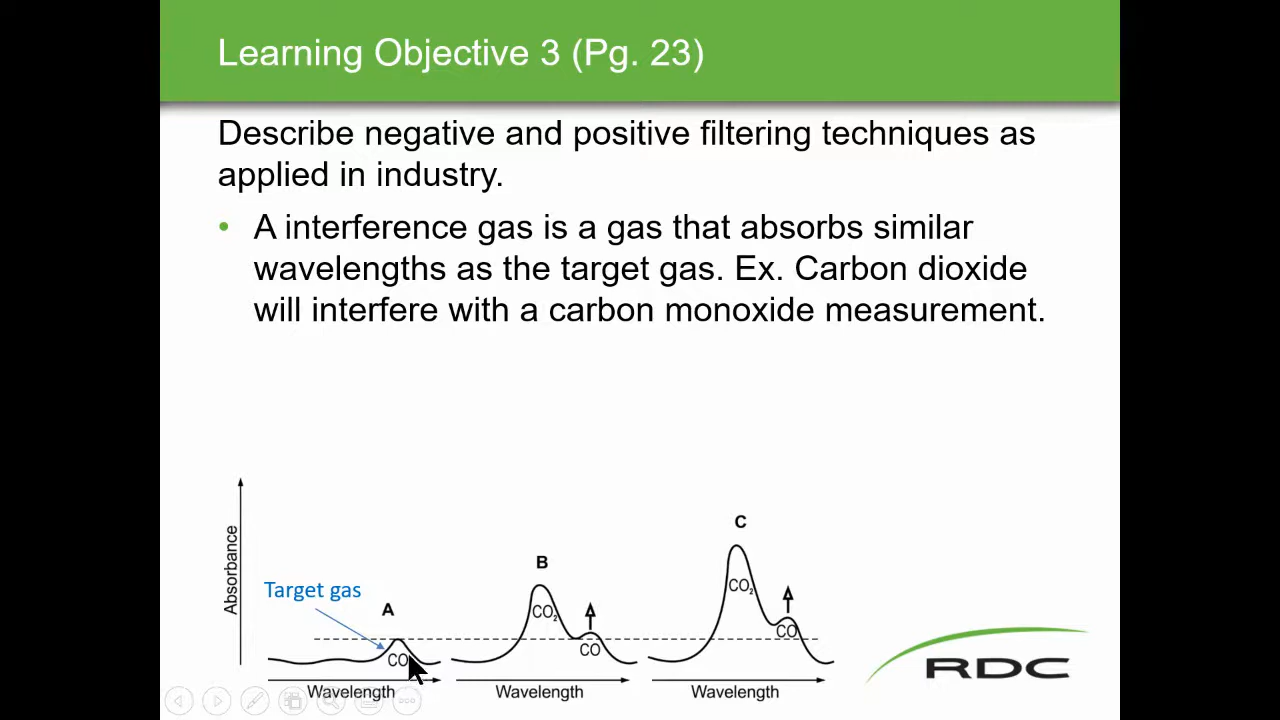 Learning Objective 3 (Pg. 23)
Describe negative and positive filtering techniques as
applied in industry.
• A interference gas is a gas that absorbs similar
wavelengths as the target gas. Ex. Carbon dioxide
will interfere with a carbon monoxide measurement.
Absorbance
Target gas
A
CO
Wavelength
B
CO₂
CO
Wavelength
C
CO₂
CO
Wavelength
RDC